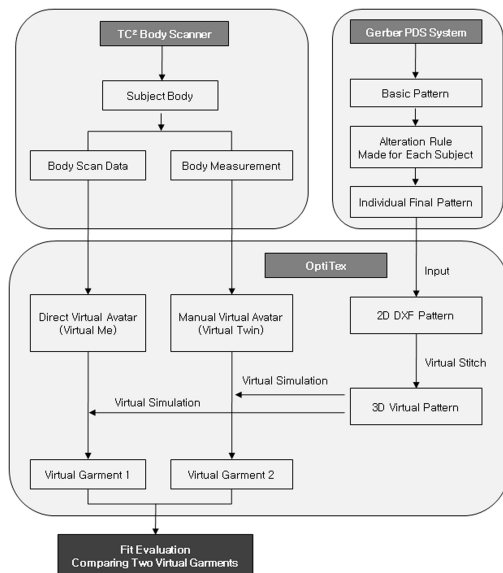 TC² Body Scanner
Subject Body
Body Scan Data
Body Measurement
Gerber PDS System
Basic Pattern
Alteration Rule
Made for Each Subject
Individual Final Pattern
OptiTex
Input
Direct Virtual Avatar
(Virtual Me)
Manual Virtual Avatar
(Virtual Twin)
2D DXF Pattern
Virtual Stitch
Virtual Simulation
Virtual Simulation
3D Virtual Pattern
Virtual Garment 1
Virtual Garment 2
Fit Evaluation
Comparing Two Virtual Garments